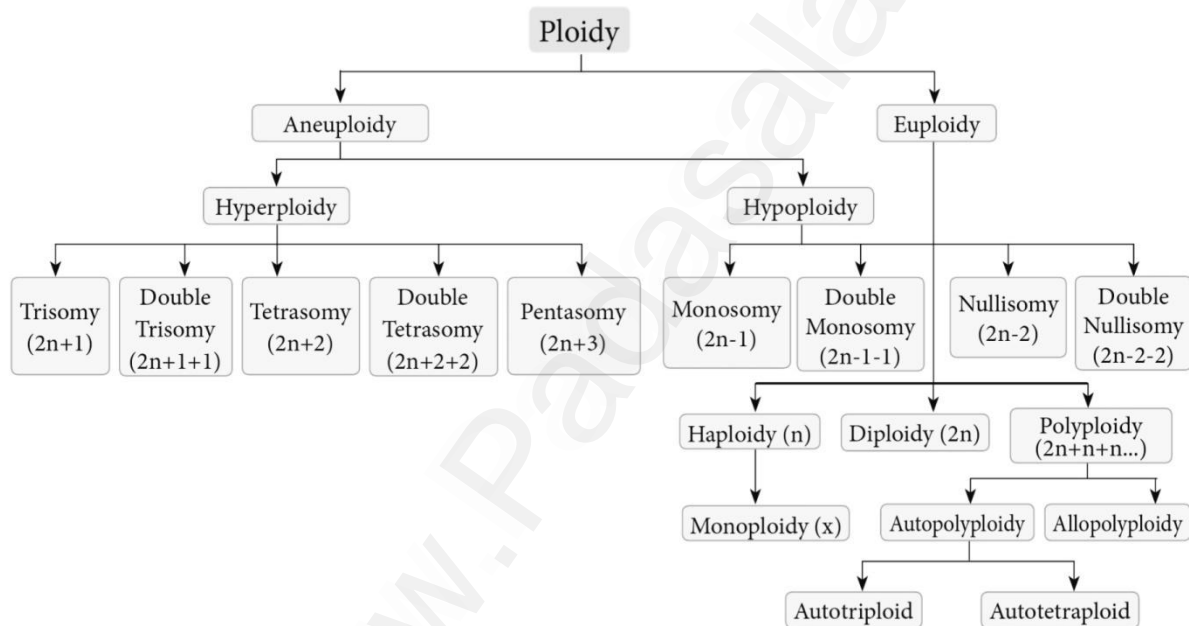 Ploidy
Aneuploidy
Euploidy
Hyperploidy
Hypoploidy
Trisomy
(2n+1)
Double
Trisomy
(2n+1+1)
Tetrasomy
(2n+2)
Double
Tetrasomy
(2n+2+2)
Pentasomy
(2n+3)
Monosomy
(2n-1)
Double
Monosomy
(2n-1-1)
Nullisomy
(2n-2)
Double
Nullisomy
(2n-2-2)
Haploidy (n)
Diploidy (2n)
Polyploidy
(2n+n+n...)
Monoploidy (x)
Autopolyploidy
Allopolyploidy
Autotriploid
Autotetraploid
w.Padasala